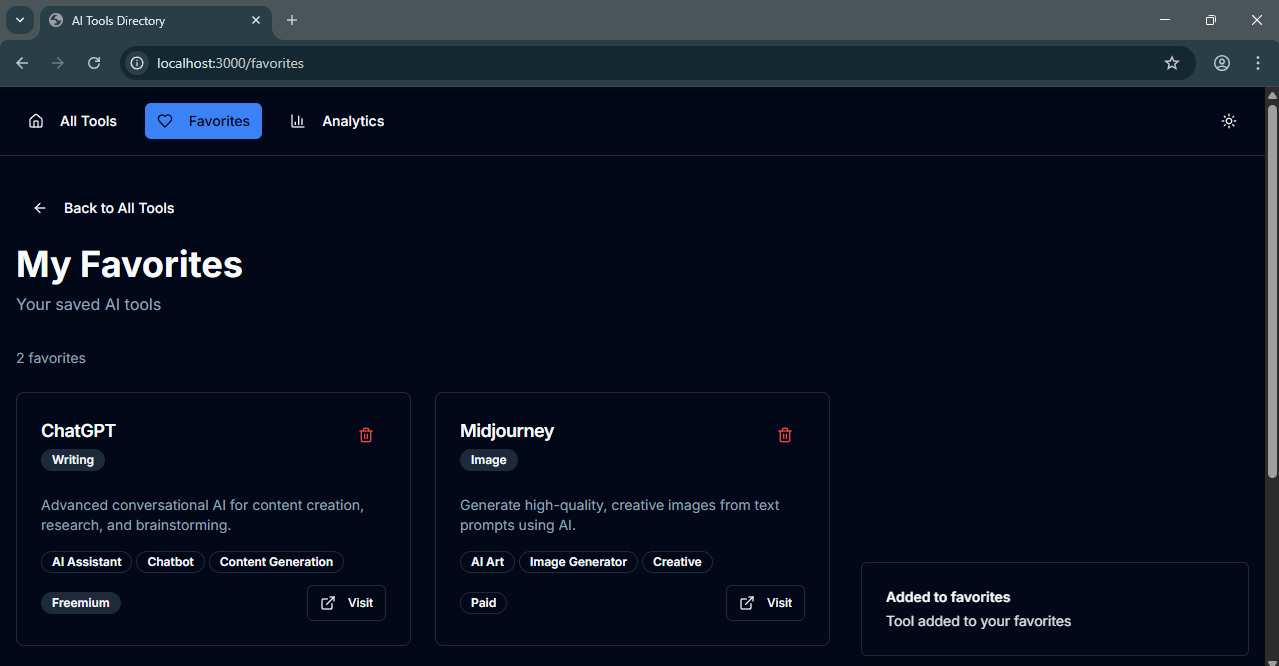 AI Tools Directory
localhost:3000/favorites
All Tools
Favorites
Analytics
Back to All Tools
My Favorites
Your saved AI tools
2 favorites
ChatGPT
Writing
Advanced conversational AI for content creation,
research, and brainstorming.
AI Assistant Chatbot Content Generation
Freemium
Visit
Midjourney
Image
Generate high-quality, creative images from text
prompts using AI.
AI Art Image Generator Creative
Paid
Visit
Added to favorites
Tool added to your favorites